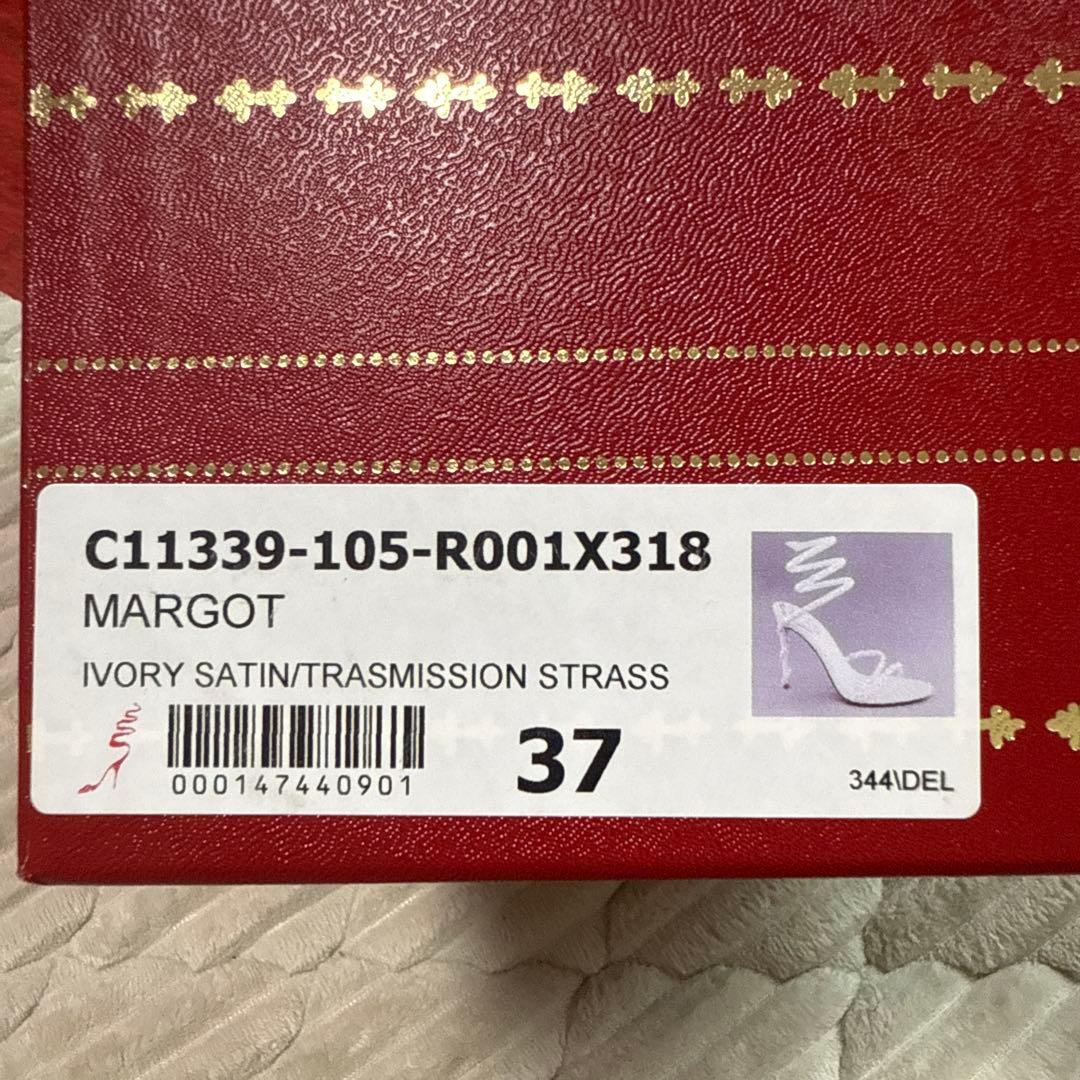 C11339-105-R001X318
MARGOT
IVORY SATIN/TRASMISSION STRASS
000147440901
37
344\DEL